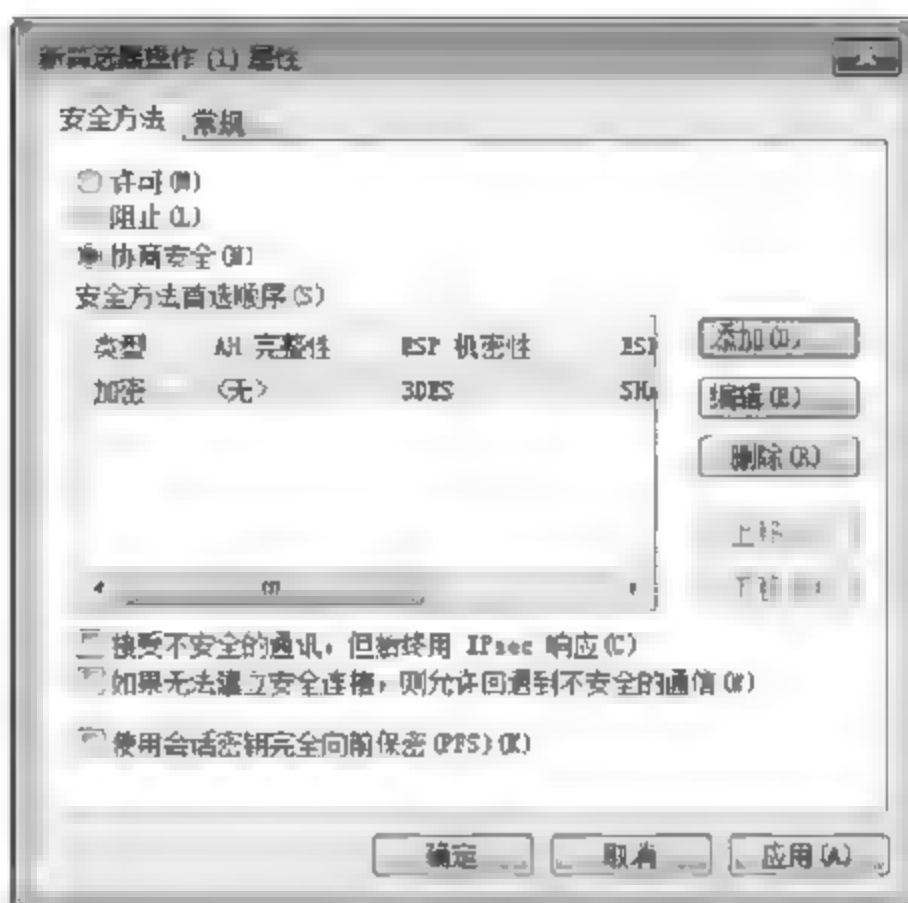 新筛选器操作 (1) 属性
安全方法 常规
许可(M)
阻止(L)
协商安全(N)
安全方法首选顺序(S)
类型 AH 完整性 ESP 机密性 ESP
加密 <无> 3DES SHA
添加(D)
编辑(E)
删除(R)
上移
下移
接受不安全的通讯，但始终用 IPsec 响应(C)
如果无法建立安全连接，则允许回退到不安全的通信(W)
使用会话密钥完全向前保密(PFS)(K)
确定 取消 应用(A)